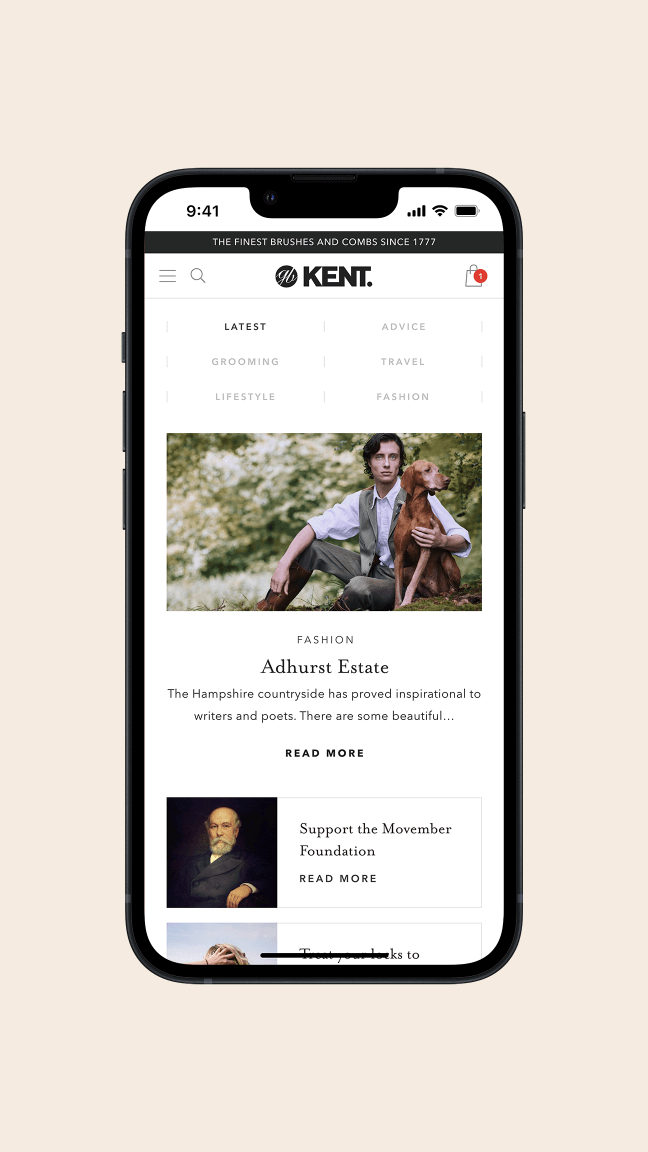 9:41
THE FINEST BRUSHES AND COMBS SINCE 1777
KENT.
1
LATEST
ADVICE
GROOMING
TRAVEL
LIFESTYLE
FASHION
FASHION
Adhurst Estate
The Hampshire countryside has proved inspirational to
writers and poets. There are some beautiful...
READ MORE
Support the Movember
Foundation
READ MORE
Treat your locks to